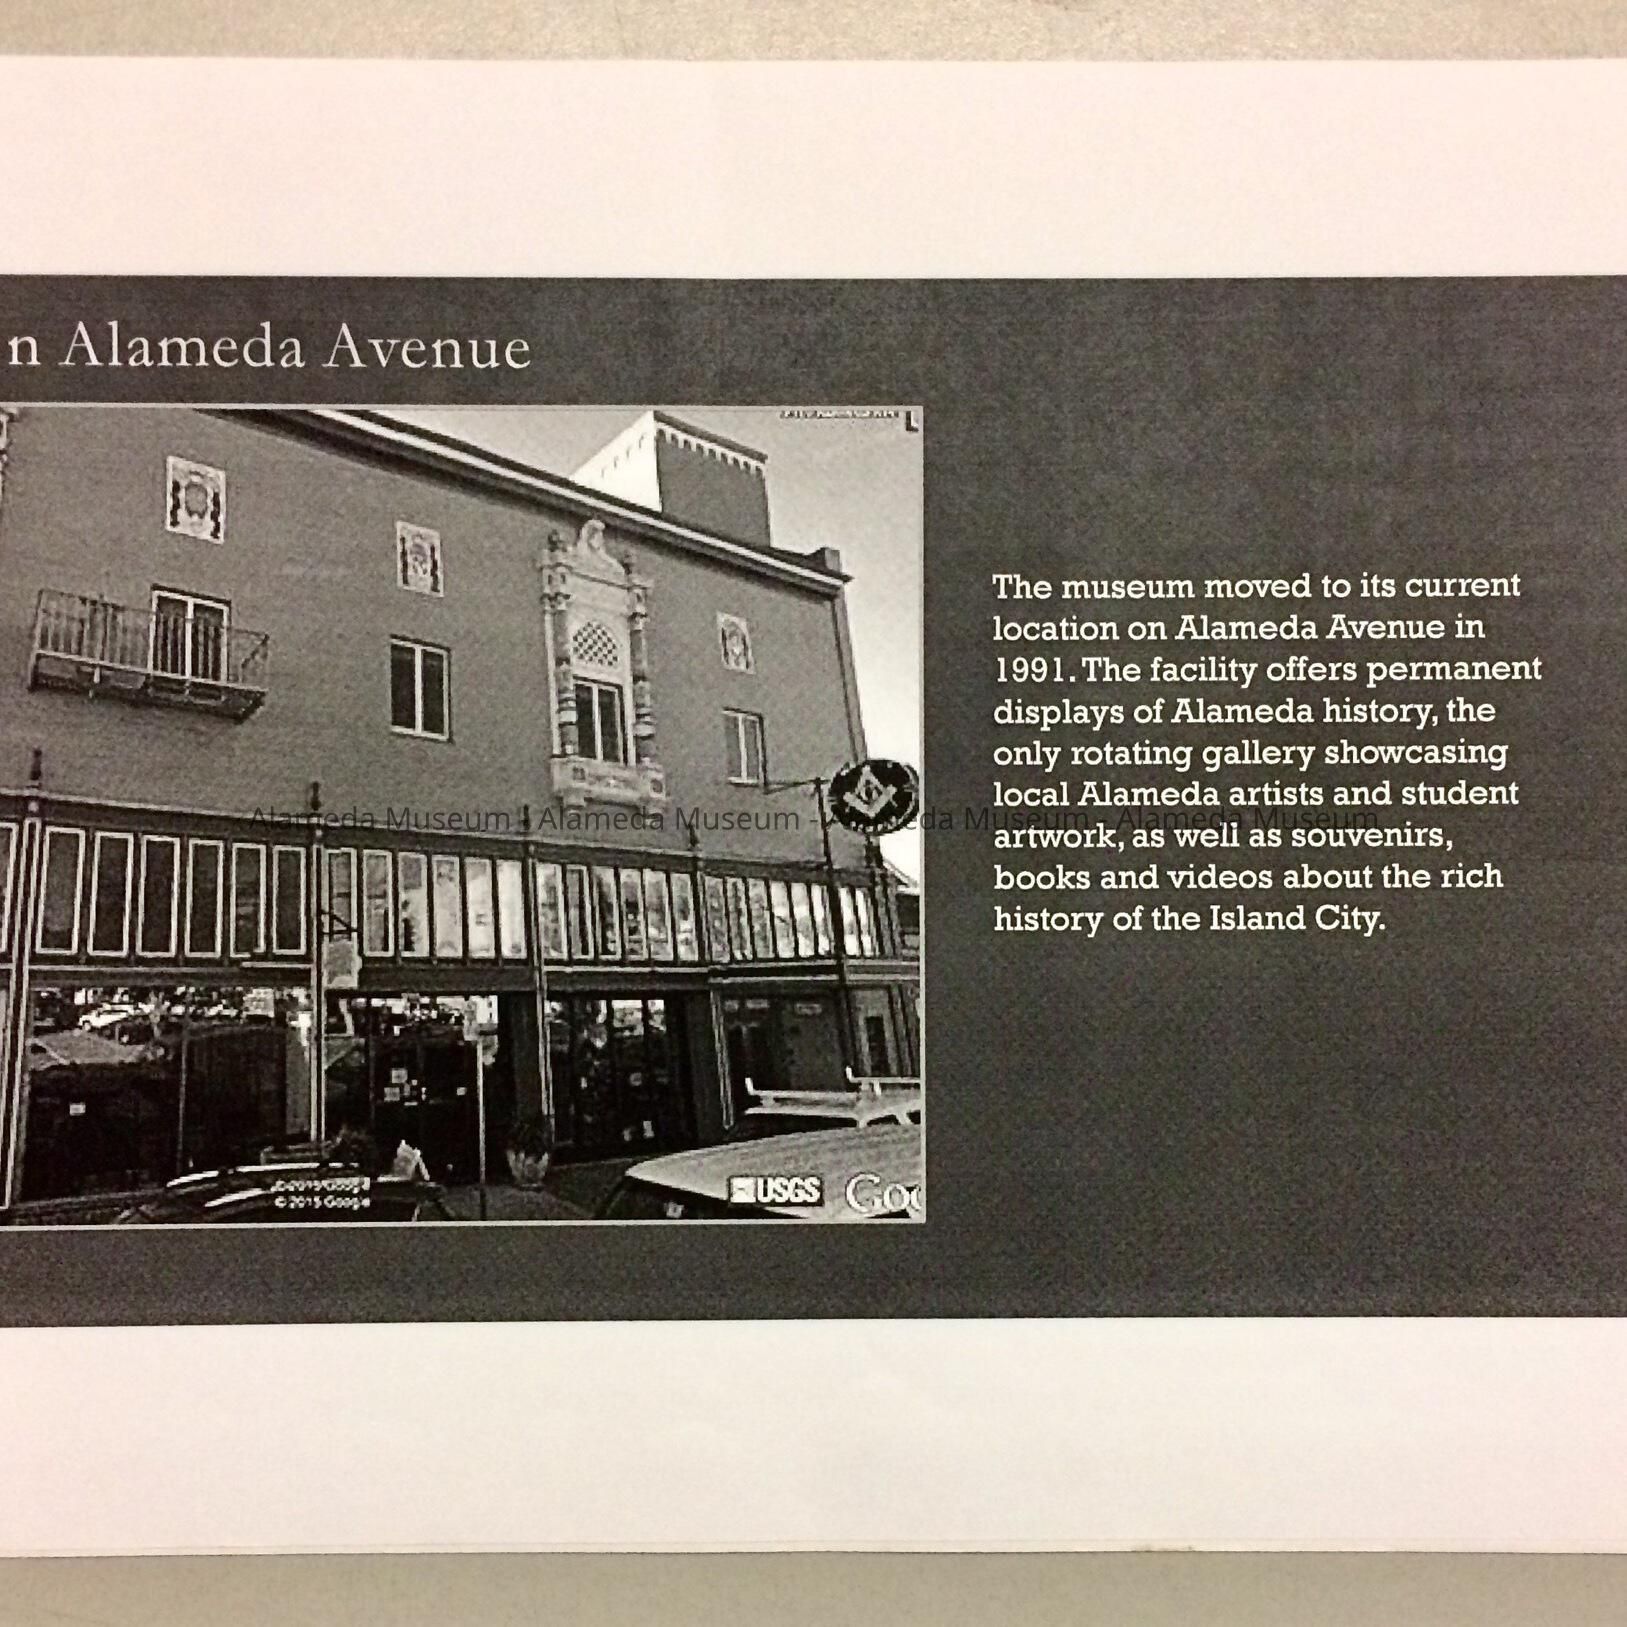 n Alameda Avenue
The museum moved to its current
location on Alameda Avenue in
1991. The facility offers permanent
displays of Alameda history, the
only rotating gallery showcasing
local Alameda artists and student
artwork, as well as souvenirs,
books and videos about the rich
history of the Island City.
Alameda Museum - Alameda Museum - Alameda Museum - Alameda Museum
© 2015 Google
© 2015 Google
USGS
Goo